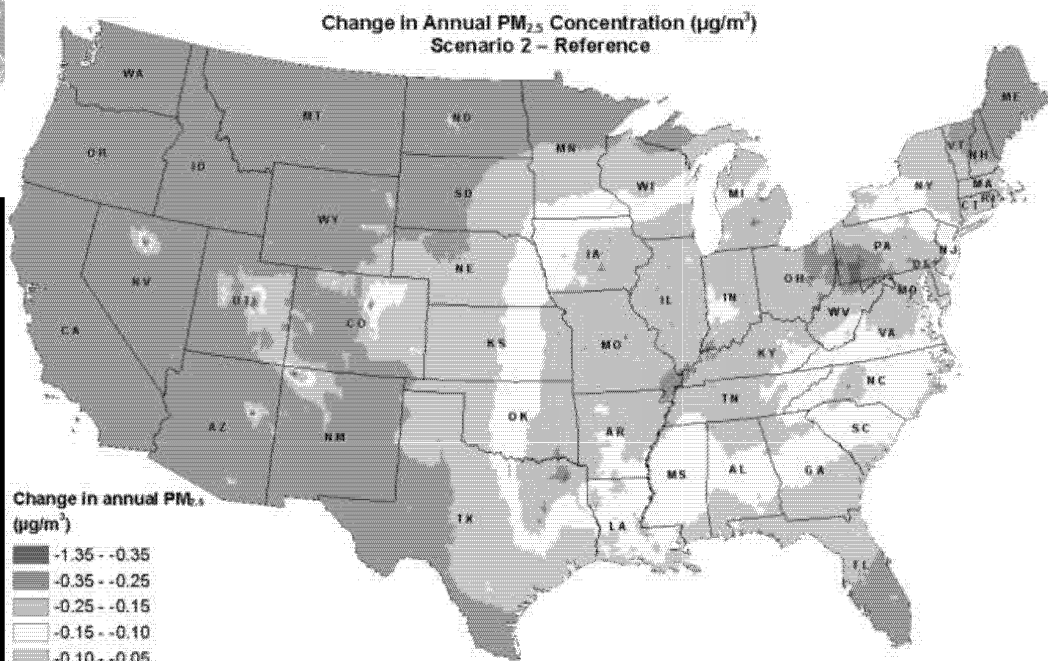 Change in Annual PM2.5 Concentration (µg/m³)
Scenario 2 – Reference
WA
MT
ND
ME
OR
ID
MN
VT
NH
SD
WI
MI
NY
MA
WY
CT
RI
NE
IA
PA
NJ
NV
UT
OH
DE
MD
IL
IN
CO
WV
CA
KS
MO
VA
KY
NC
TN
AZ
NM
OK
AR
SC
MS
AL
GA
TX
LA
FL
Change in annual PM2.5
(µg/m³)
-1.35 - -0.35
-0.35 - -0.25
-0.25 - -0.15
-0.15 - -0.10
-0.10 - -0.05